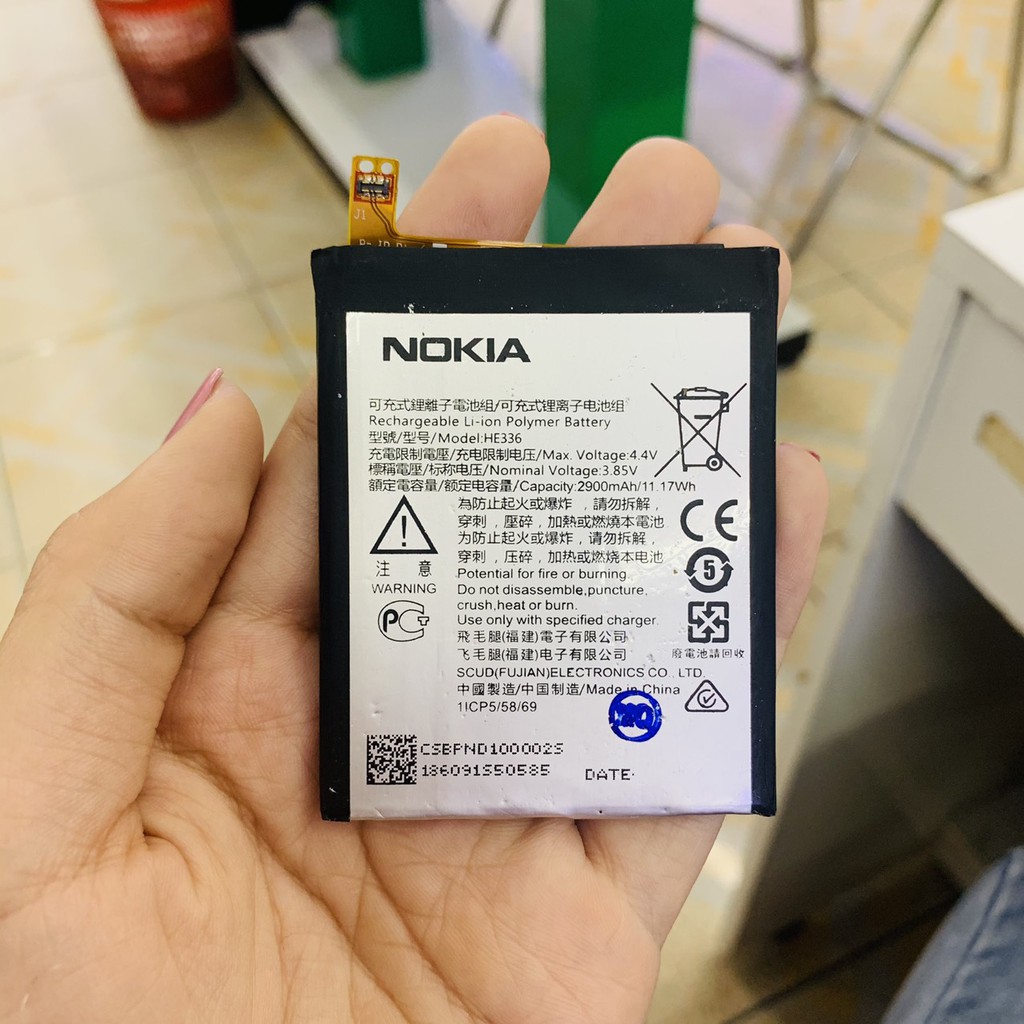 J1
NOKIA
可充式鋰離子電池組/可充式锂离子电池组
Rechargeable Li-ion Polymer Battery
型號/型号/Model:HE336
充電限制電壓/充电限制电压/Max. Voltage:4.4V
標稱電壓/标称电压/Nominal Voltage:3.85V
額定電容量/额定电容量/Capacity:2900mAh/11.17Wh
為防止起火或爆炸，請勿拆解，
穿刺，壓碎，加熱或燃燒本電池
为防止起火或爆炸，请勿拆解，
穿刺，压碎，加热或燃烧本电池
注 意
WARNING
Potential for fire or burning.
Do not disassemble,puncture,
crush,heat or burn.
Use only with specified charger
飛毛腿(福建)電子有限公司
飞毛腿(福建)电子有限公司
SCUD(FUJIAN)ELECTRONICS CO., LTD.
中國製造/中国制造/Made in China
1ICP5/58/69
CE
5
廢電池請回收
CSBPND100002S
186091S50585
DATE: